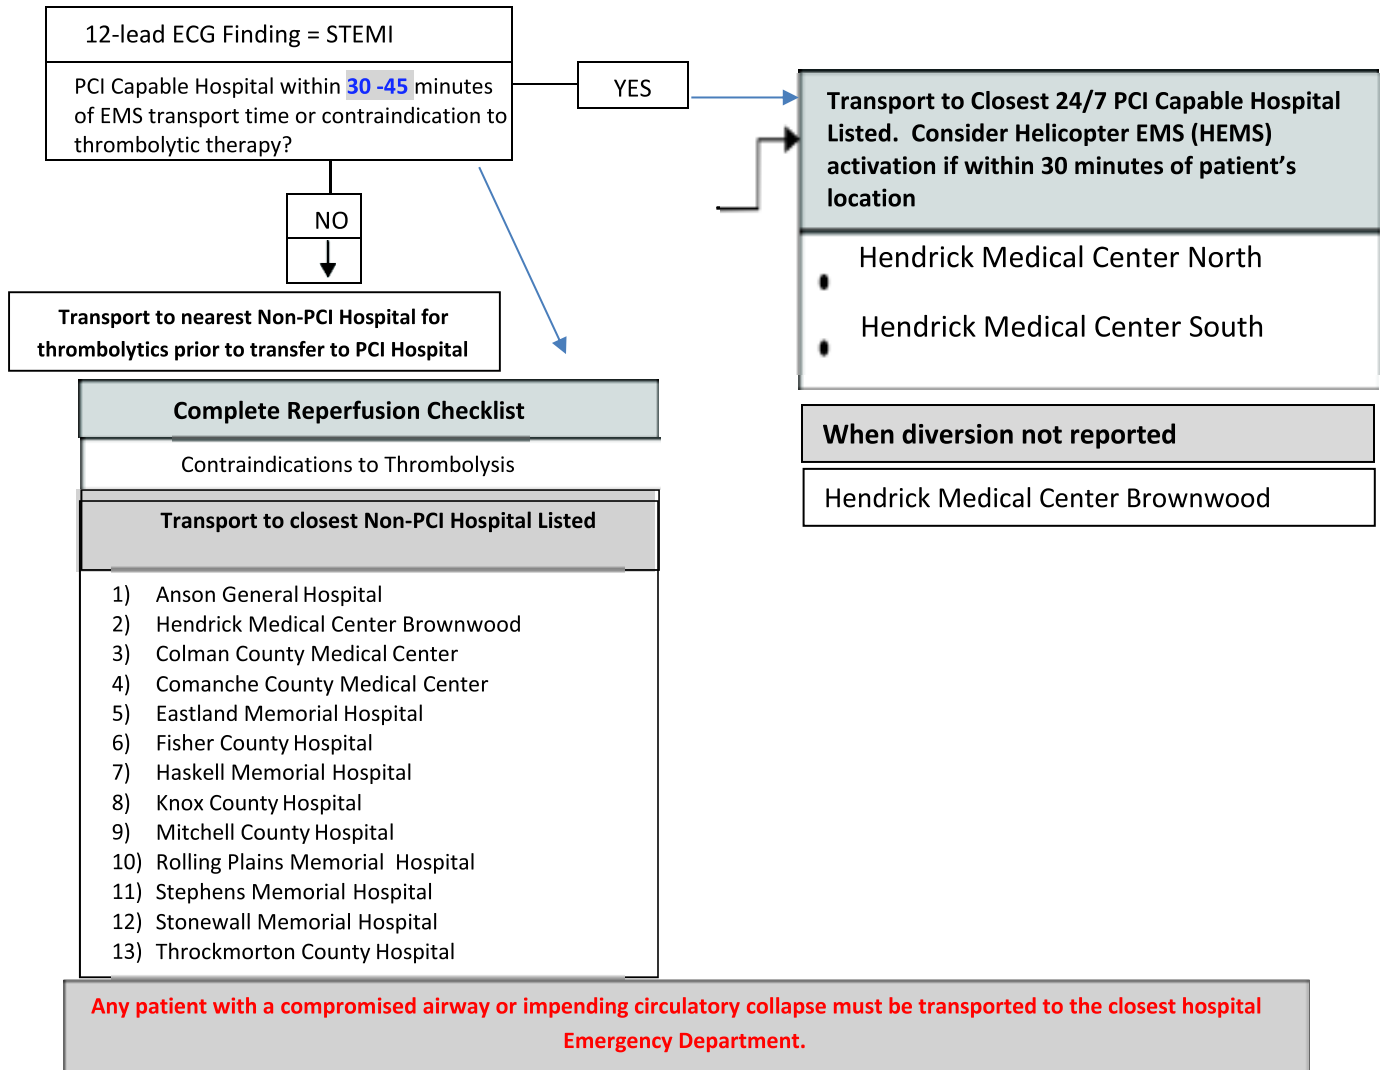 12-lead ECG Finding = STEMI
PCI Capable Hospital within 30 -45 minutes
of EMS transport time or contraindication to
thrombolytic therapy?
YES
NO
Transport to nearest Non-PCI Hospital for
thrombolytics prior to transfer to PCI Hospital
Transport to Closest 24/7 PCI Capable Hospital
Listed.  Consider Helicopter EMS (HEMS)
activation if within 30 minutes of patient’s
location
• Hendrick Medical Center North
• Hendrick Medical Center South
When diversion not reported
Hendrick Medical Center Brownwood
Complete Reperfusion Checklist
Contraindications to Thrombolysis
Transport to closest Non-PCI Hospital Listed
1) Anson General Hospital
2) Hendrick Medical Center Brownwood
3) Colman County Medical Center
4) Comanche County Medical Center
5) Eastland Memorial Hospital
6) Fisher County Hospital
7) Haskell Memorial Hospital
8) Knox County Hospital
9) Mitchell County Hospital
10) Rolling Plains Memorial  Hospital
11) Stephens Memorial Hospital
12) Stonewall Memorial Hospital
13) Throckmorton County Hospital
Any patient with a compromised airway or impending circulatory collapse must be transported to the closest hospital
Emergency Department.